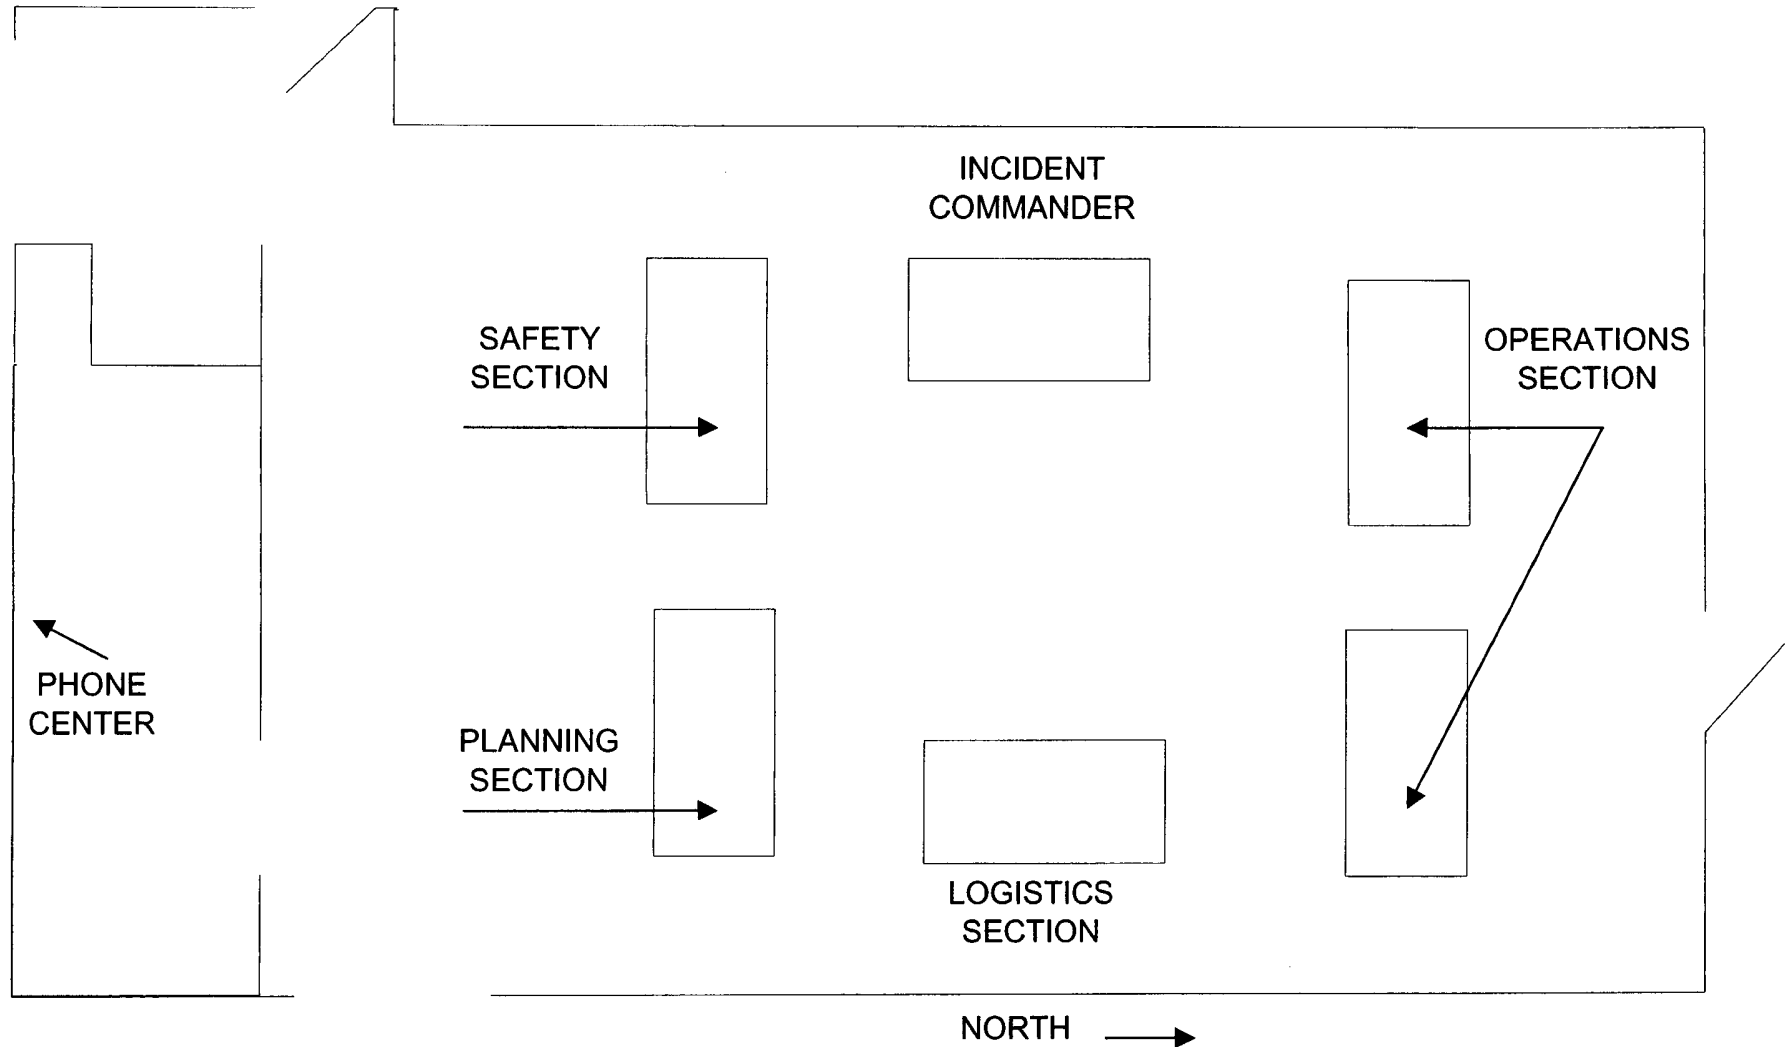 INCIDENT
COMMANDER
SAFETY
SECTION
OPERATIONS
SECTION
PHONE
CENTER
PLANNING
SECTION
LOGISTICS
SECTION
NORTH